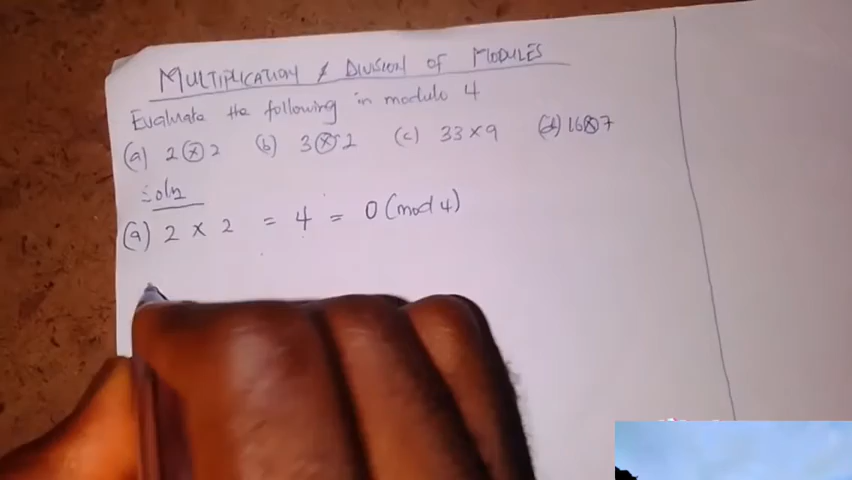 MULTIPLICATION & DIVISION OF MODULES
Evaluate the following in modulo 4
(a) 2 ⊗ 2 (b) 3 ⊗ 2 (c) 33 × 9 (d) 16 ⊗ 7
Soln
(a) 2 × 2 = 4 = 0 (mod 4)